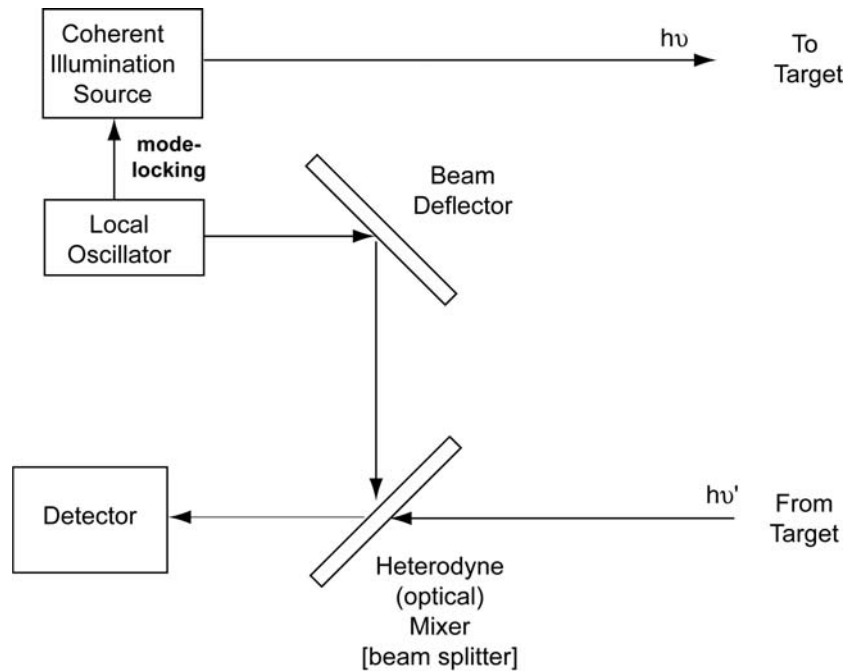 Coherent
Illumination
Source
hυ
To
Target
mode-
locking
Local
Oscillator
Beam
Deflector
Detector
hυ'
From
Target
Heterodyne
(optical)
Mixer
[beam splitter]